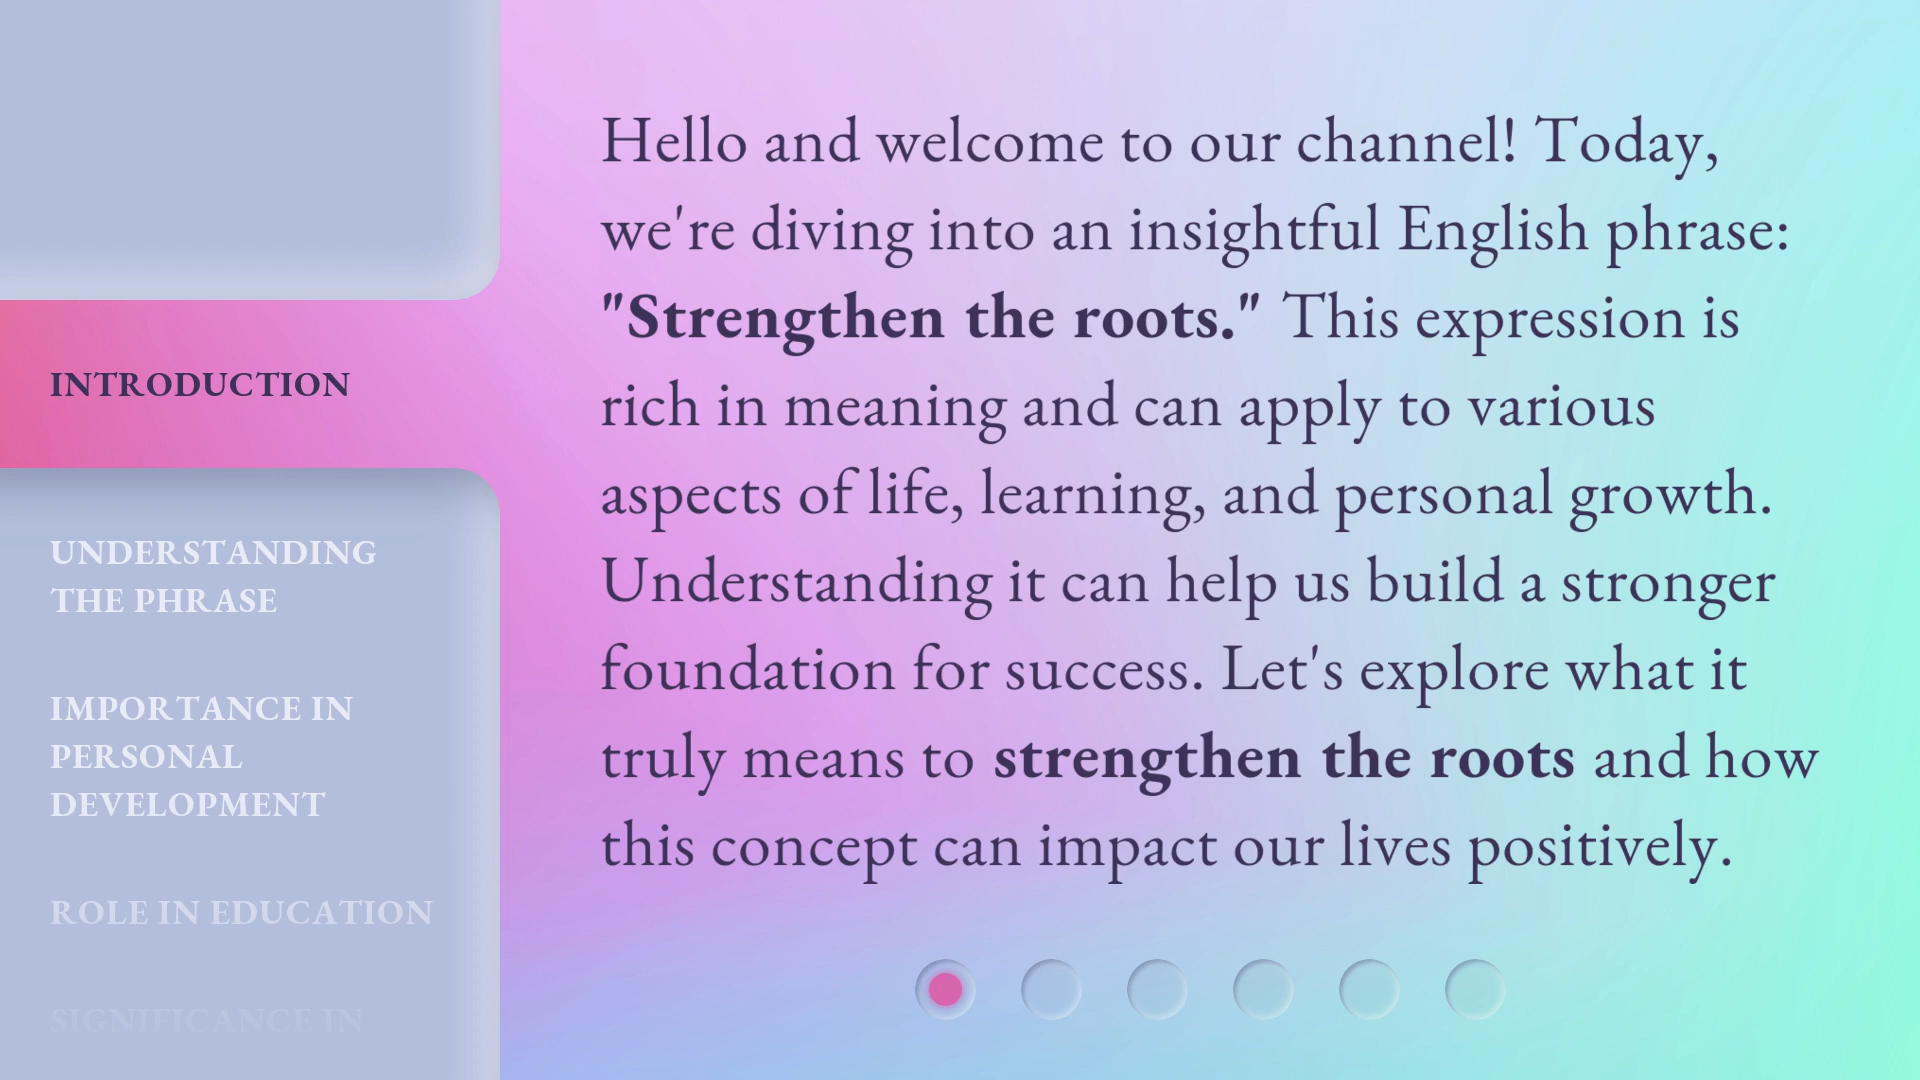 INTRODUCTION
UNDERSTANDING
THE PHRASE
IMPORTANCE IN
PERSONAL
DEVELOPMENT
ROLE IN EDUCATION
SIGNIFICANCE IN
Hello and welcome to our channel! Today,
we're diving into an insightful English phrase:
"Strengthen the roots." This expression is
rich in meaning and can apply to various
aspects of life, learning, and personal growth.
Understanding it can help us build a stronger
foundation for success. Let's explore what it
truly means to strengthen the roots and how
this concept can impact our lives positively.